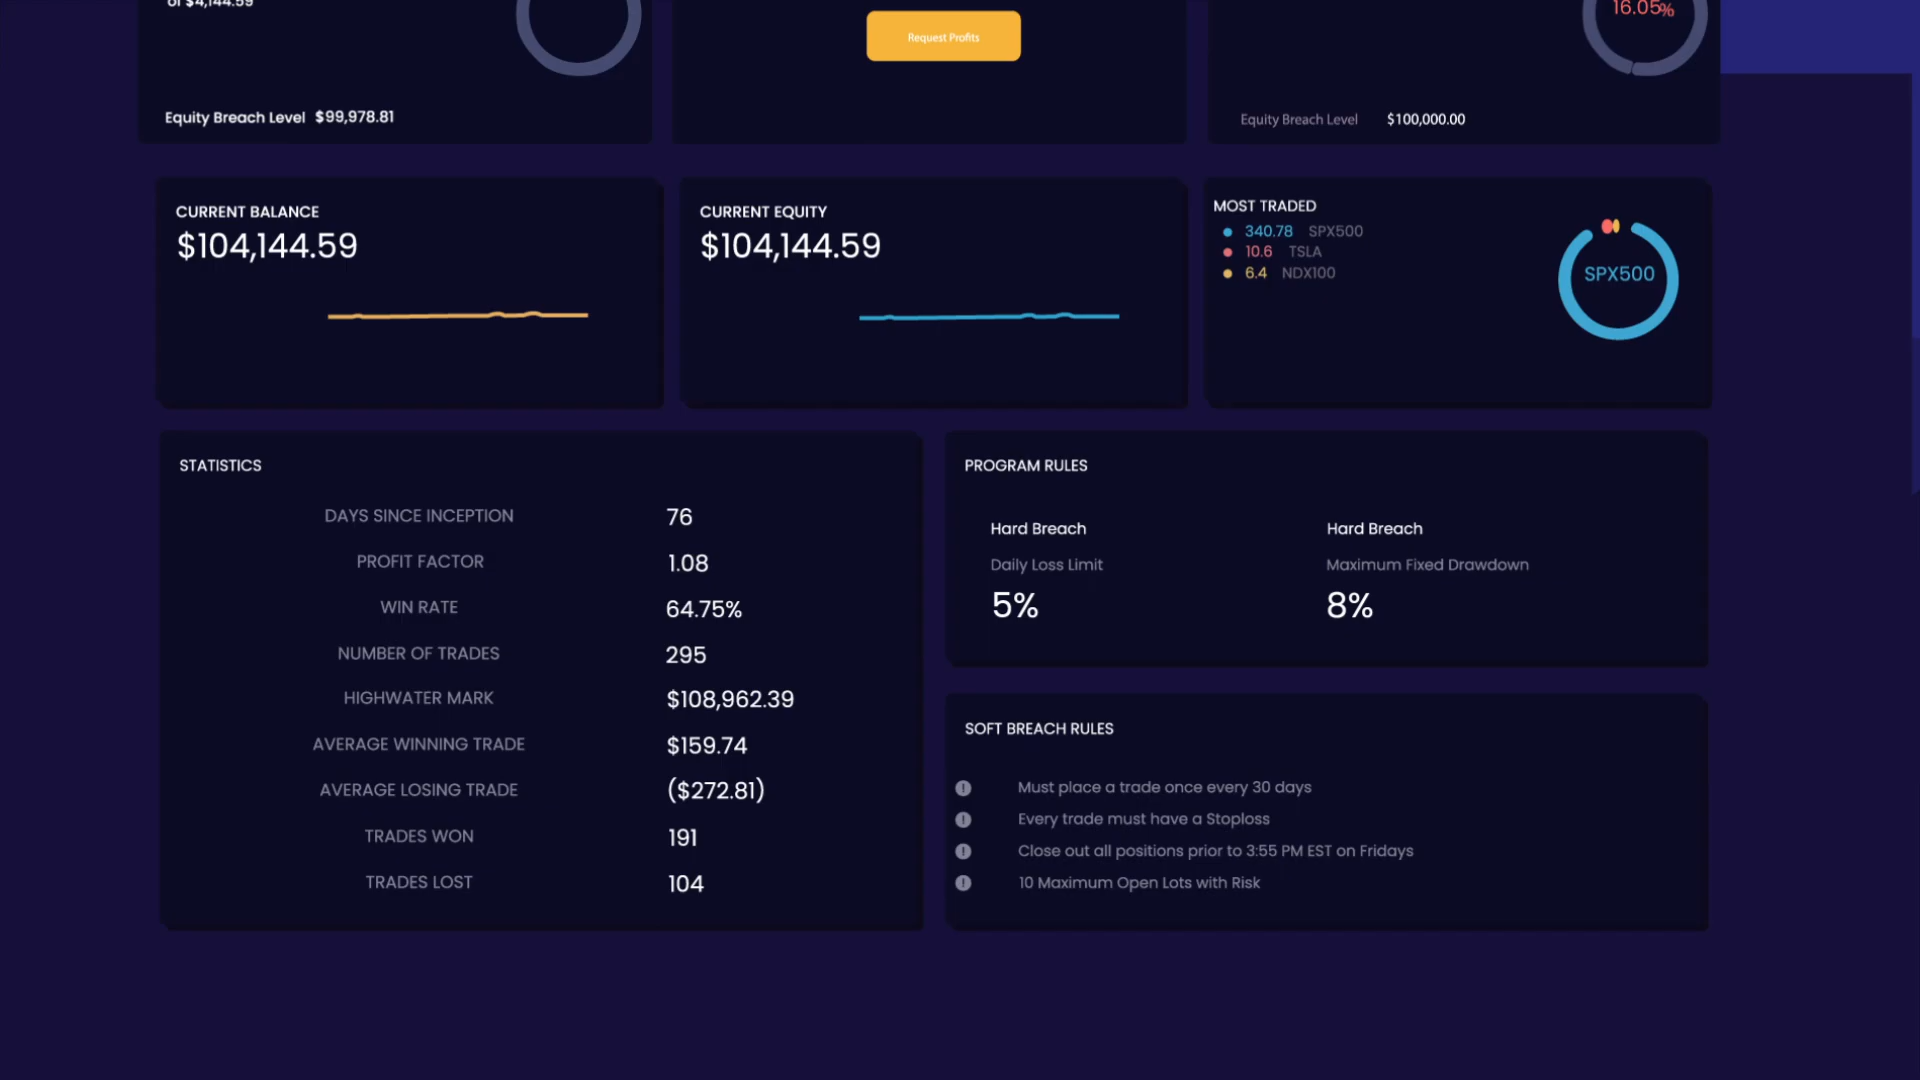 of $4,144.59
16.05%
Request Profits
Equity Breach Level $99,978.81
Equity Breach Level $100,000.00
CURRENT BALANCE
$104,144.59
CURRENT EQUITY
$104,144.59
MOST TRADED
340.78 SPX500
10.6 TSLA
6.4 NDX100
SPX500
STATISTICS
DAYS SINCE INCEPTION 76
PROFIT FACTOR 1.08
WIN RATE 64.75%
NUMBER OF TRADES 295
HIGHWATER MARK $108,962.39
AVERAGE WINNING TRADE $159.74
AVERAGE LOSING TRADE ($272.81)
TRADES WON 191
TRADES LOST 104
PROGRAM RULES
Hard Breach
Daily Loss Limit
5%
Hard Breach
Maximum Fixed Drawdown
8%
SOFT BREACH RULES
Must place a trade once every 30 days
Every trade must have a Stoploss
Close out all positions prior to 3:55 PM EST on Fridays
10 Maximum Open Lots with Risk